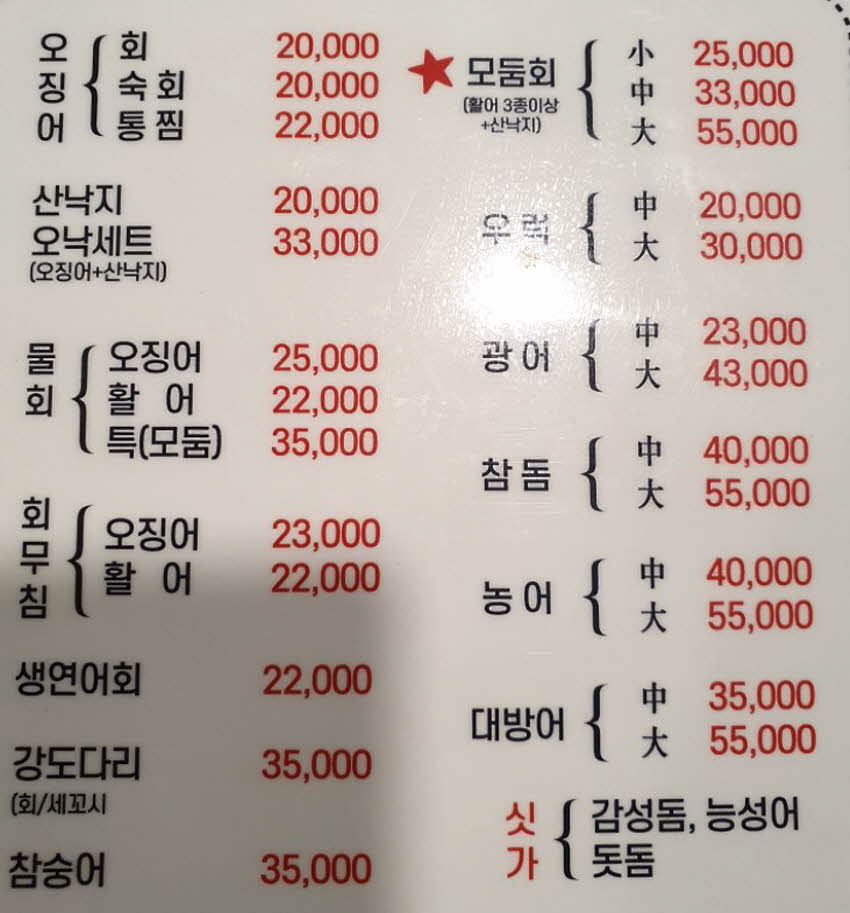 오징어 { 회 20,000
숙회 20,000
통찜 22,000
산낙지 20,000
오낙세트 33,000
(오징어+산낙지)
물회 { 오징어 25,000
활 어 22,000
특(모둠) 35,000
회무침 { 오징어 23,000
활 어 22,000
생연어회 22,000
강도다리 35,000
(회/세꼬시
참숭어 35,000
★ 모둠회 { 小 25,000
(활어 3종이상 中 33,000
+산낙지) 大 55,000
우럭 { 中 20,000
大 30,000
광어 { 中 23,000
大 43,000
참돔 { 中 40,000
大 55,000
농어 { 中 40,000
大 55,000
대방어 { 中 35,000
大 55,000
싯가 { 감성돔, 능성어
돗돔